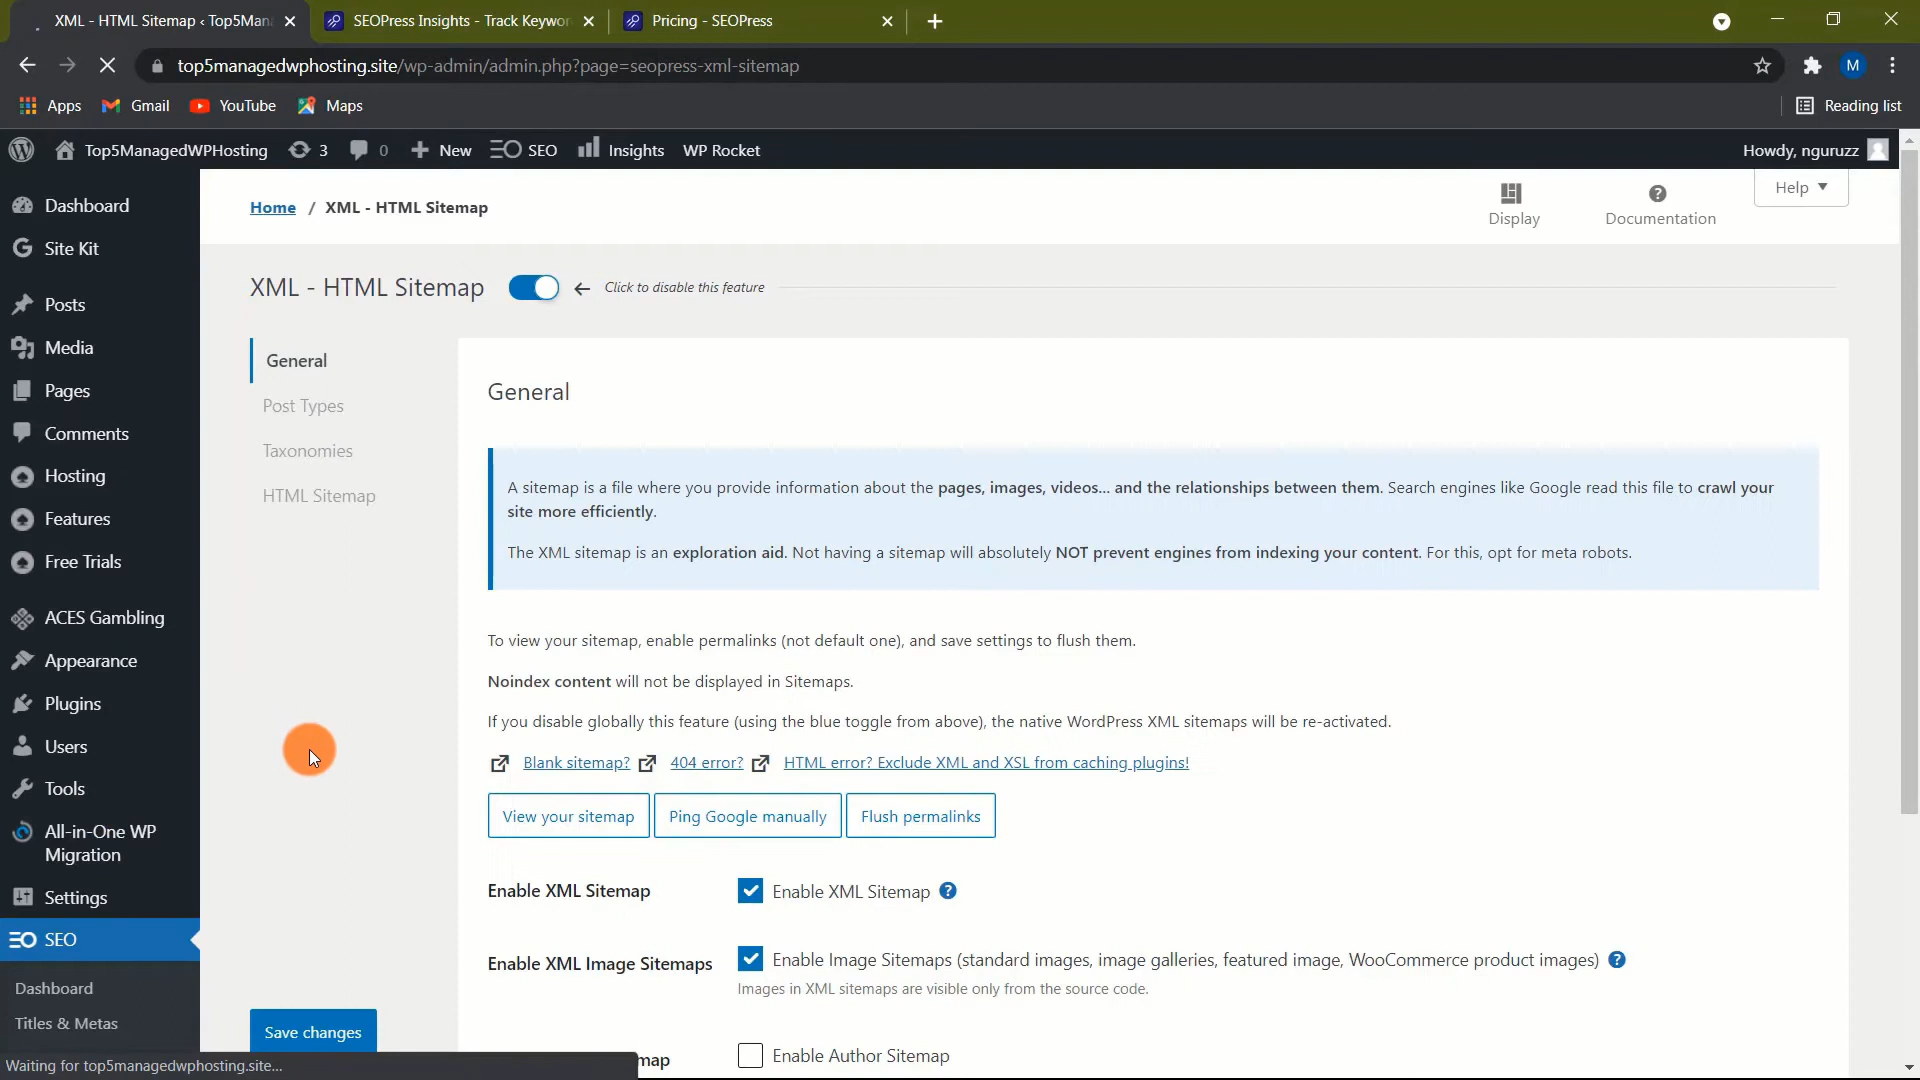 XML - HTML Sitemap ‹ Top5Mana
SEOPress Insights - Track Keywor
Pricing - SEOPress
top5managedwphosting.site/wp-admin/admin.php?page=seopress-xml-sitemap
M
Apps
Gmail
YouTube
Maps
Reading list
Top5ManagedWPHosting
3
0
New
SEO
Insights
WP Rocket
Howdy, nguruzz
Dashboard
Site Kit
Posts
Media
Pages
Comments
Hosting
Features
Free Trials
ACES Gambling
Appearance
Plugins
Users
Tools
All-in-One WP
Migration
Settings
SEO
Dashboard
Titles & Metas
Home / XML - HTML Sitemap
Display
Documentation
Help
XML - HTML Sitemap
Click to disable this feature
General
Post Types
Taxonomies
HTML Sitemap
Save changes
General
A sitemap is a file where you provide information about the pages, images, videos... and the relationships between them. Search engines like Google read this file to crawl your
site more efficiently.
The XML sitemap is an exploration aid. Not having a sitemap will absolutely NOT prevent engines from indexing your content. For this, opt for meta robots.
To view your sitemap, enable permalinks (not default one), and save settings to flush them.
Noindex content will not be displayed in Sitemaps.
If you disable globally this feature (using the blue toggle from above), the native WordPress XML sitemaps will be re-activated.
Blank sitemap? 404 error? HTML error? Exclude XML and XSL from caching plugins!
View your sitemap
Ping Google manually
Flush permalinks
Enable XML Sitemap
Enable XML Sitemap
Enable XML Image Sitemaps
Enable Image Sitemaps (standard images, image galleries, featured image, WooCommerce product images)
Images in XML sitemaps are visible only from the source code.
map
Enable Author Sitemap
Waiting for top5managedwphosting.site...